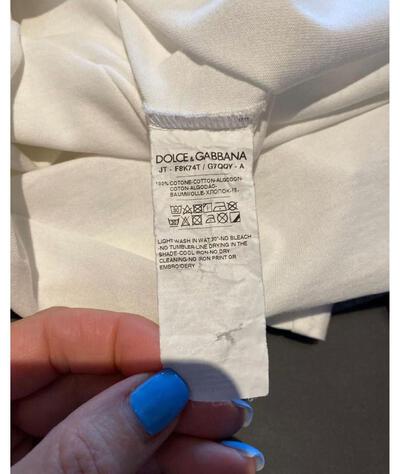 DOLCE & GABBANA
JT - F8K74T / G7QQY - A
100% COTONE-COTTON-ALGODON-
COTON-ALGODAO-
BAUMWOLLE-ХЛОПОК-
LIGHT WASH IN WAT 30°-NO BLEACH
-NO TUMBLER-LINE DRYING IN THE
SHADE-COOL IRON-NO DRY
CLEANING-NO IRON PRINT OR
EMBROIDERY